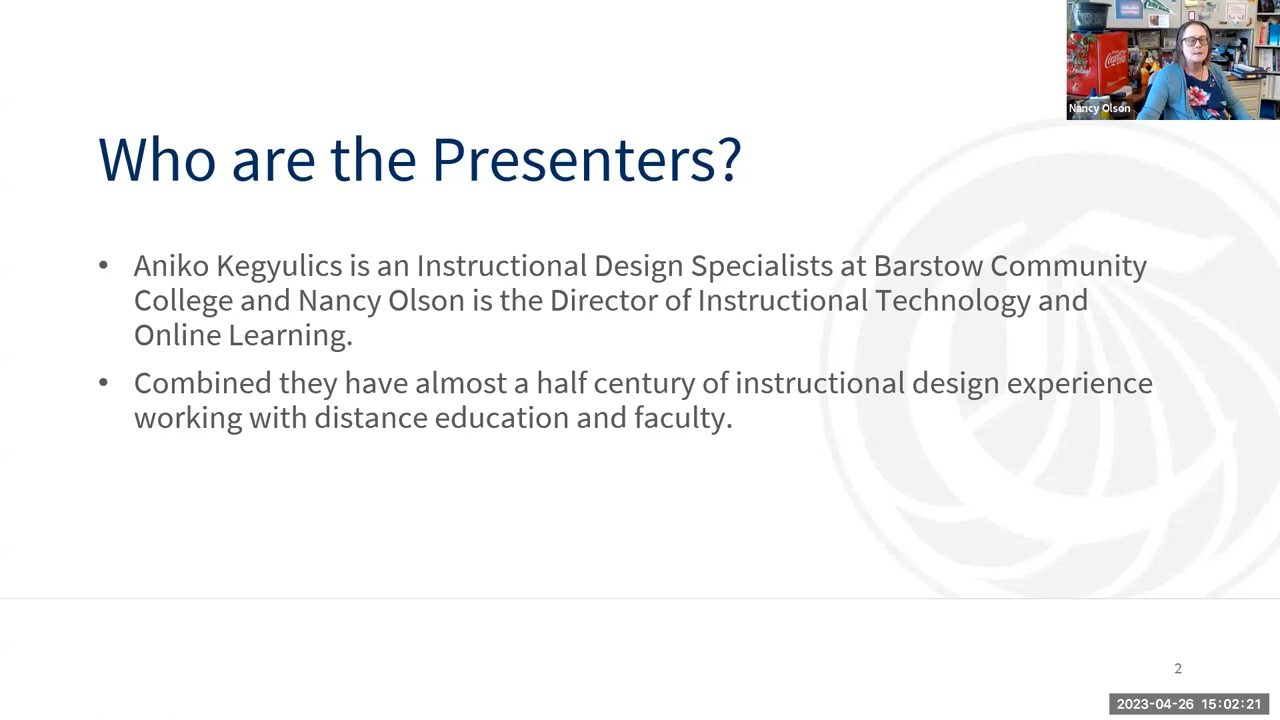 Coca-Cola
Nancy Olson
Who are the Presenters?
• Aniko Kegyulics is an Instructional Design Specialists at Barstow Community
College and Nancy Olson is the Director of Instructional Technology and
Online Learning.
• Combined they have almost a half century of instructional design experience
working with distance education and faculty.
2
2023-04-26 15:02:21